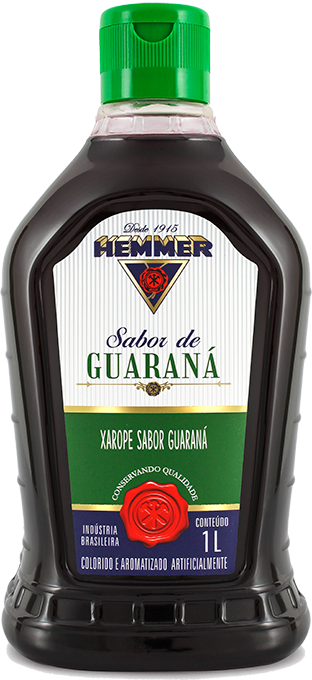 Desde 1915
HEMMER
Sabor de
GUARANÁ
XAROPE SABOR GUARANÁ
CONSERVANDO QUALIDADE
INDÚSTRIA
BRASILEIRA
CONTEÚDO
1L
COLORIDO E AROMATIZADO ARTIFICIALMENTE